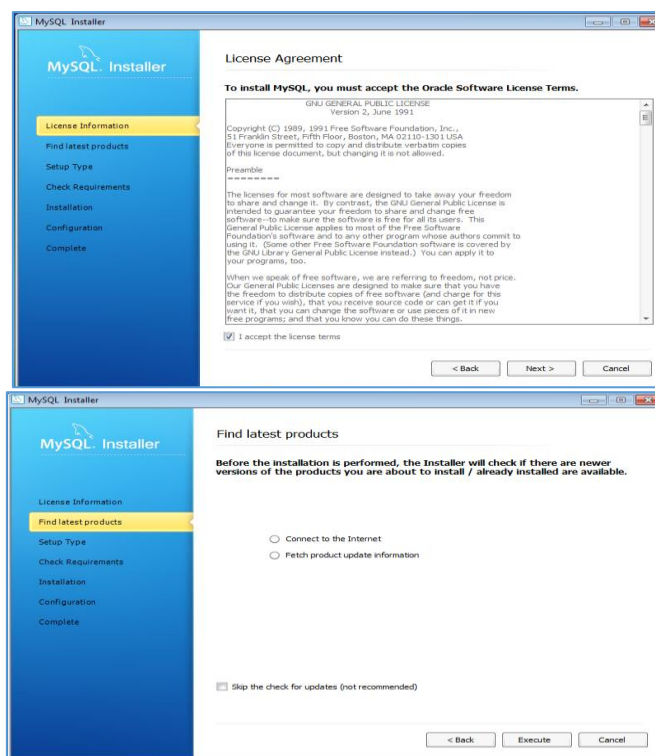 MySQL Installer
MySQL. Installer
License Information
Find latest products
Setup Type
Check Requirements
Installation
Configuration
Complete
License Agreement
To install MySQL, you must accept the Oracle Software License Terms.
GNU GENERAL PUBLIC LICENSE
Version 2, June 1991
Copyright (C) 1989, 1991 Free Software Foundation, Inc.,
51 Franklin Street, Fifth Floor, Boston, MA 02110-1301 USA
Everyone is permitted to copy and distribute verbatim copies
of this license document, but changing it is not allowed.
Preamble
========
The licenses for most software are designed to take away your freedom
to share and change it. By contrast, the GNU General Public License is
intended to guarantee your freedom to share and change free
software--to make sure the software is free for all its users. This
General Public License applies to most of the Free Software
Foundation's software and to any other program whose authors commit to
using it. (Some other Free Software Foundation software is covered by
the GNU Library General Public License instead.) You can apply it to
your programs, too.
When we speak of free software, we are referring to freedom, not price.
Our General Public Licenses are designed to make sure that you have
the freedom to distribute copies of free software (and charge for this
service if you wish), that you receive source code or can get it if you
want it, that you can change the software or use pieces of it in new
free programs; and that you know you can do these things.
I accept the license terms
< Back Next > Cancel
MySQL Installer
MySQL. Installer
License Information
Find latest products
Setup Type
Check Requirements
Installation
Configuration
Complete
Find latest products
Before the installation is performed, the Installer will check if there are newer
versions of the products you are about to install / already installed are available.
Connect to the Internet
Fetch product update information
Skip the check for updates (not recommended)
< Back Execute Cancel